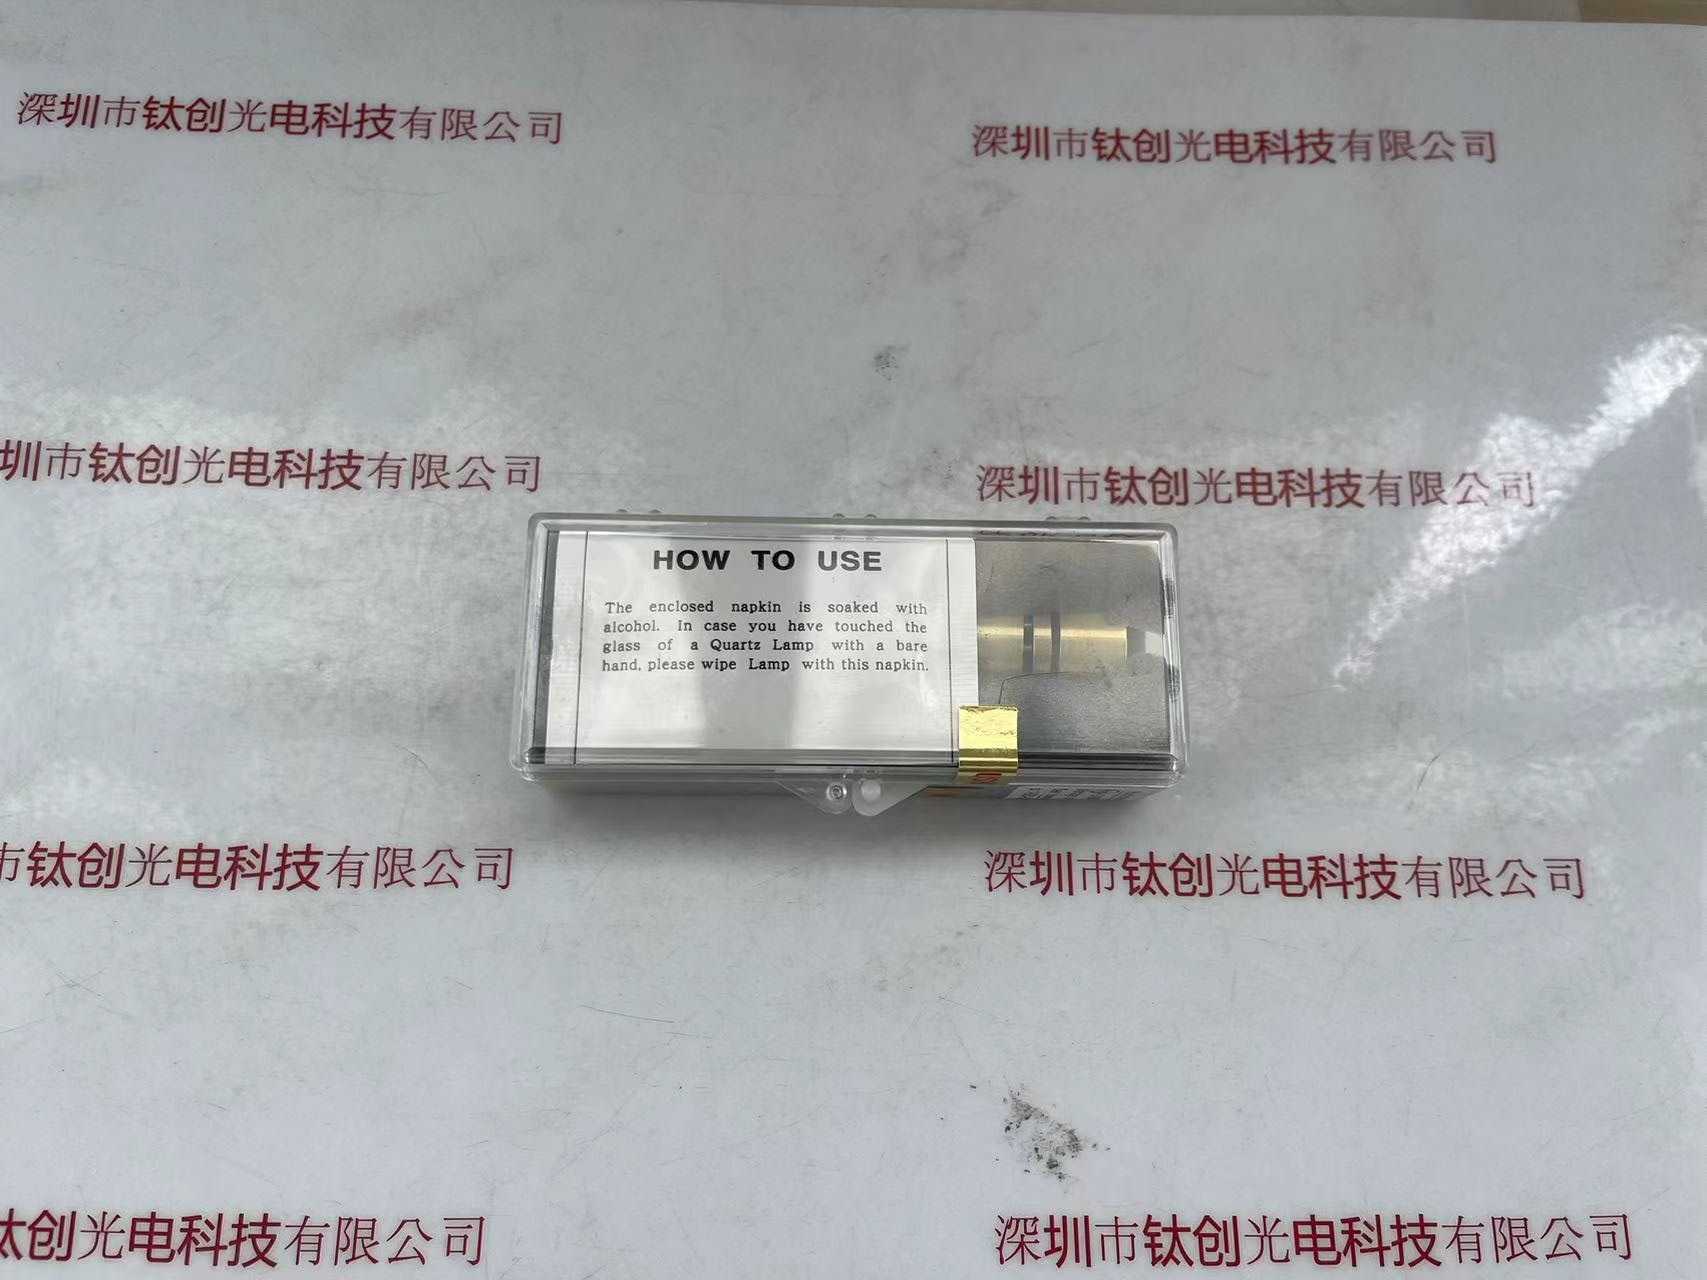 深圳市钛创光电科技有限公司
深圳市钛创光电科技有限公司
圳市钛创光电科技有限公司
深圳市钛创光电科技有限公司
HOW TO USE
The enclosed napkin is soaked with
alcohol. In case you have touched the
glass of a Quartz Lamp with a bare
hand, please wipe Lamp with this napkin.
市钛创光电科技有限公司
深圳市钛创光电科技有限公司
钛创光电科技有限公司
深圳市钛创光电科技有限公司